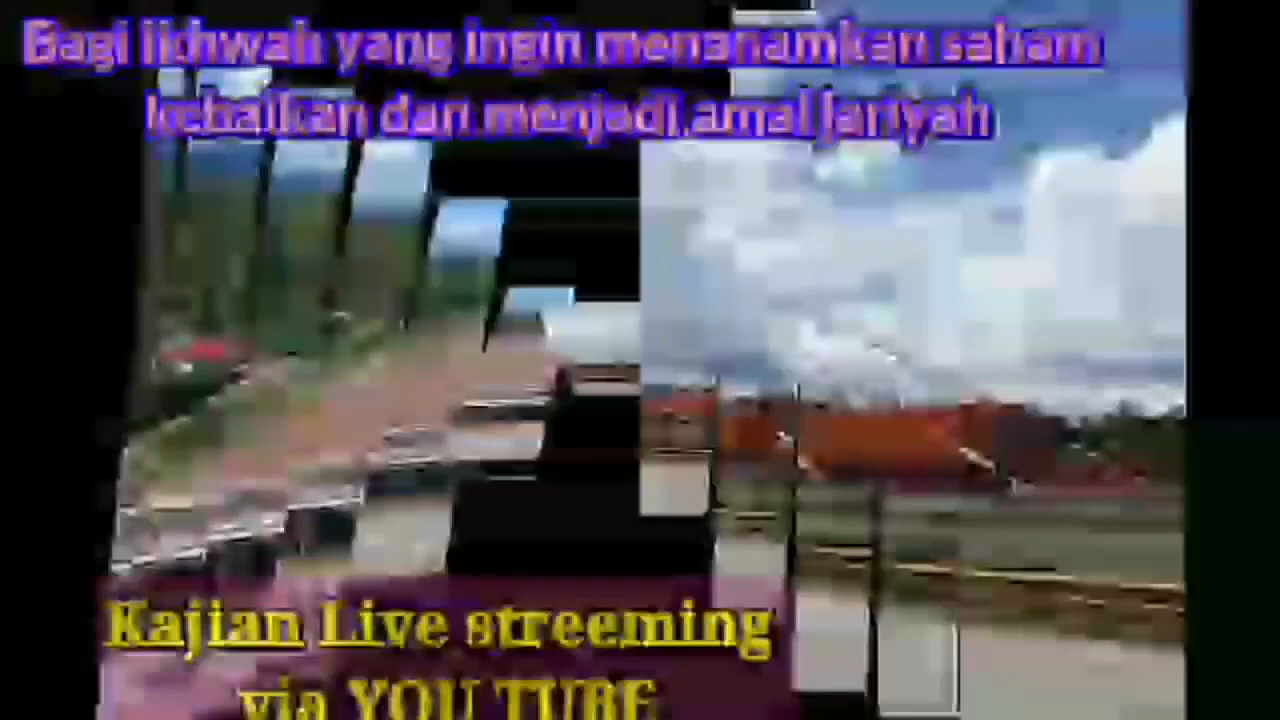 Bagi ikhwah yang ingin menanamkan saham
kebaikan dan menjadi amal jariyah
Kajian Live streeming
via YOU TUBE